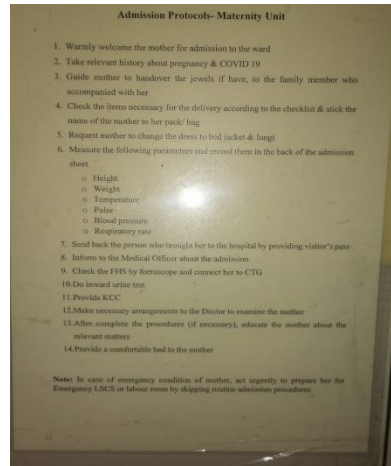 Admission Protocols- Maternity Unit
1. Warmly welcome the mother for admission to the ward
2. Take relevant history about pregnancy & COVID 19
3. Guide mother to handover the jewels if have, to the family member who
accompanied with her
4. Check the items necessary for the delivery according to the checklist & stick the
name of the mother to her pack/ bag
5. Request mother to change the dress to bed jacket & lungi
6. Measure the following parameters and record them in the back of the admission
sheet
o Height
o Weight
o Temperature
o Pulse
o Blood pressure
o Respiratory rate
7. Send back the person who brought her to the hospital by providing visitor's pass
8. Inform to the Medical Officer about the admission
9. Check the FHS by foetuscope and connect her to CTG
10.Do inward urine test
11.Provide KCC
12.Make necessary arrangements to the Doctor to examine the mother
13.After complete the procedures (if necessary), educate the mother about the
relevant matters
14.Provide a comfortable bed to the mother
Note: In case of emergency condition of mother, act urgently to prepare her for
Emergency LSCS or labour room by skipping routine admission procedures